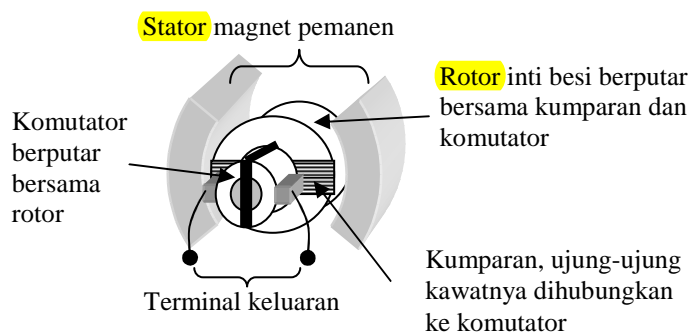 Stator magnet pemanen
Rotor inti besi berputar
bersama kumparan dan
komutator
Komutator
berputar
bersama
rotor
Kumparan, ujung-ujung
kawatnya dihubungkan
ke komutator
Terminal keluaran